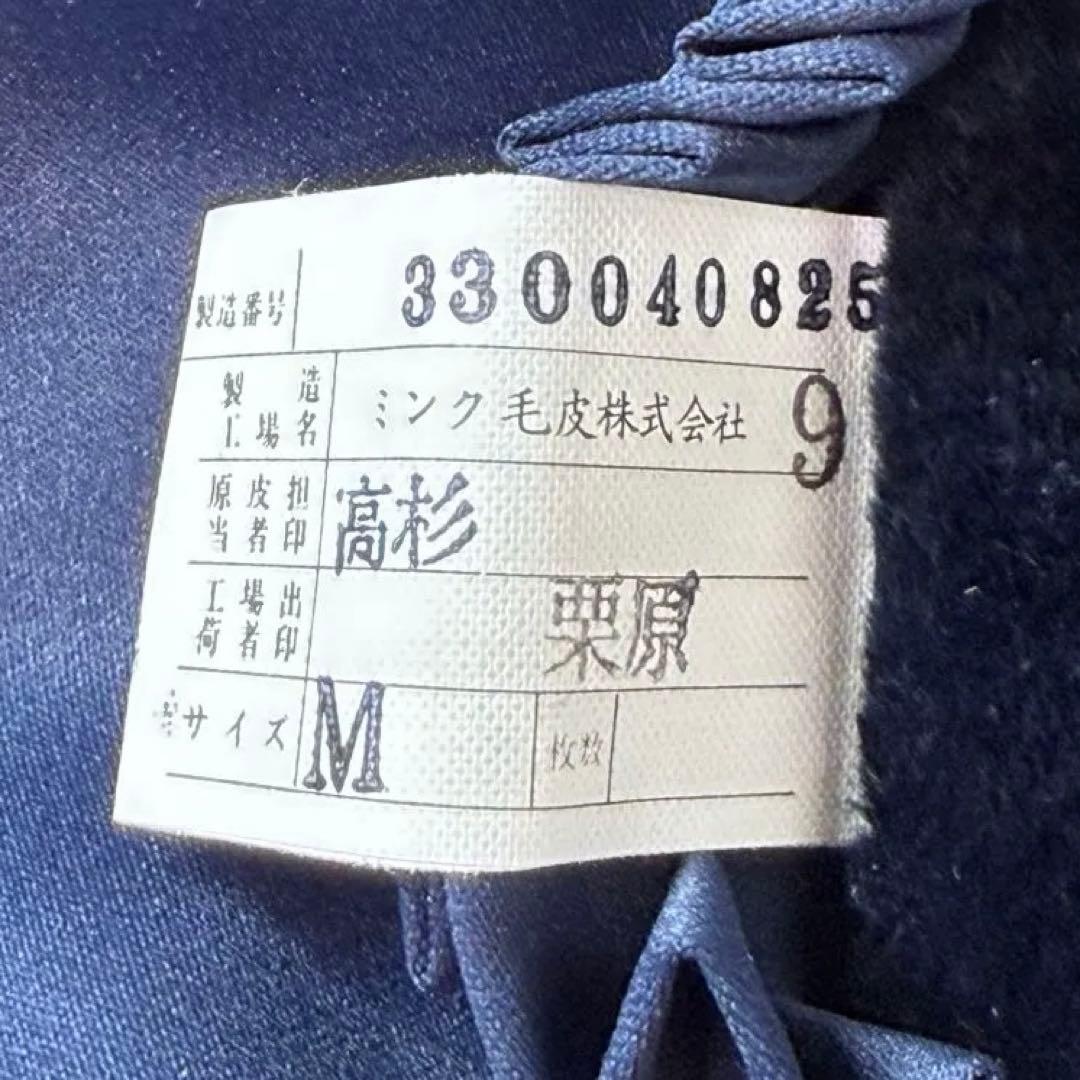 製造番号 330040825
製造工場名 ミンク毛皮株式会社 9
原皮担当者印 高杉
工場出荷者印 栗原
サイズ M 枚数